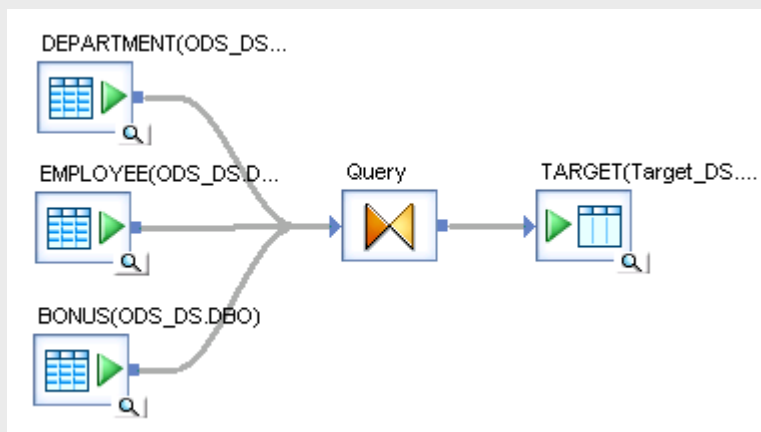 DEPARTMENT(ODS_DS...
EMPLOYEE(ODS_DS.D...
Query
TARGET(Target_DS....
BONUS(ODS_DS.DBO)